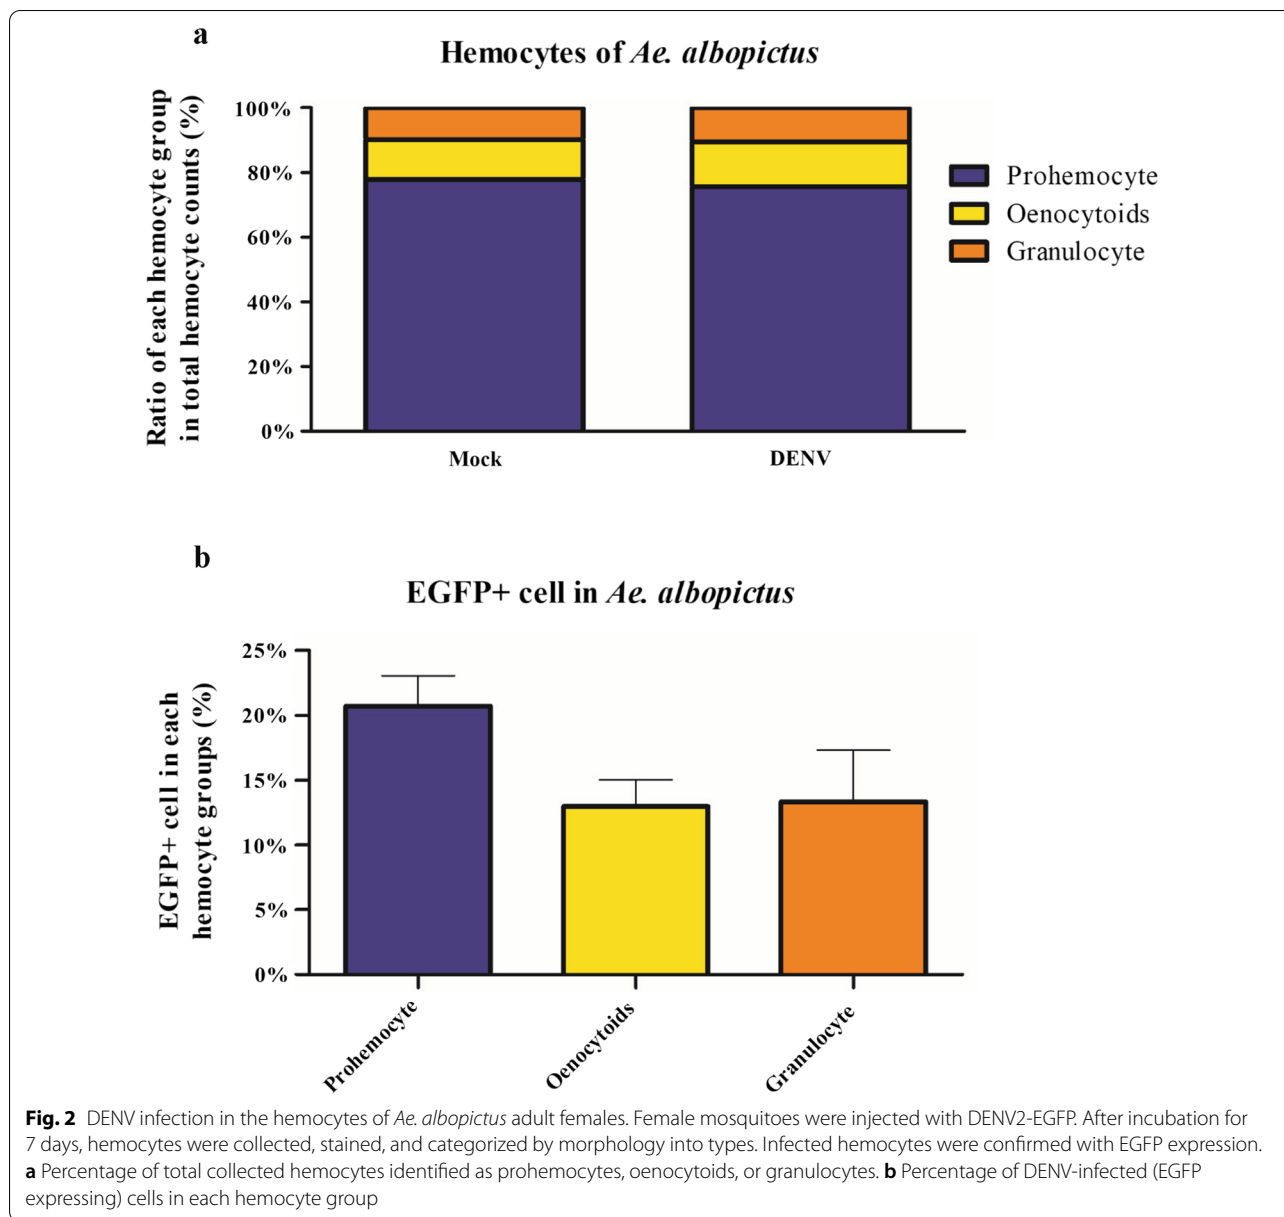 a
Hemocytes of Ae. albopictus
Ratio of each hemocyte group
in total hemocyte counts (%)
100%
80%
60%
40%
20%
0%
Mock
DENV
Prohemocyte
Oenocytoids
Granulocyte
b
EGFP+ cell in Ae. albopictus
EGFP+ cell in each
hemocyte groups (%)
25%
20%
15%
10%
5%
0%
Prohemocyte
Oenocytoids
Granulocyte
Fig. 2 DENV infection in the hemocytes of Ae. albopictus adult females. Female mosquitoes were injected with DENV2-EGFP. After incubation for
7 days, hemocytes were collected, stained, and categorized by morphology into types. Infected hemocytes were confirmed with EGFP expression.
a Percentage of total collected hemocytes identified as prohemocytes, oenocytoids, or granulocytes. b Percentage of DENV-infected (EGFP
expressing) cells in each hemocyte group